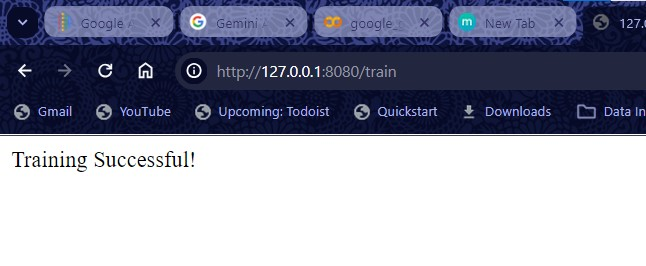 Google
Gemini
google_
New Tab
127.0
http://127.0.0.1:8080/train
Gmail YouTube Upcoming: Todoist Quickstart Downloads Data In
Training Successful!